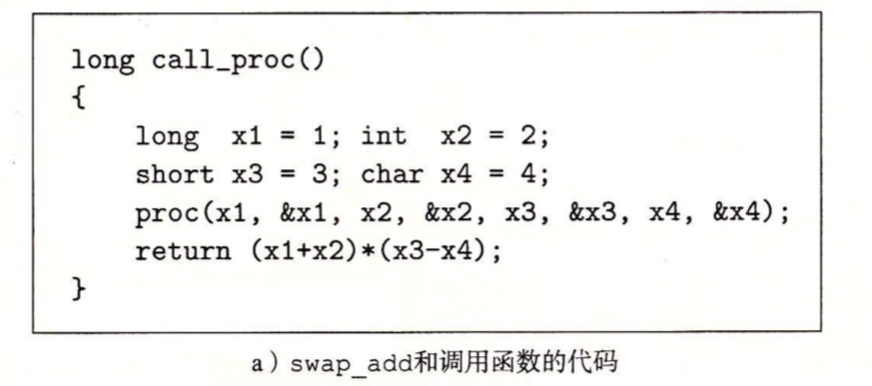 long call_proc()
{
    long  x1 = 1; int  x2 = 2;
    short x3 = 3; char x4 = 4;
    proc(x1, &x1, x2, &x2, x3, &x3, x4, &x4);
    return (x1+x2)*(x3-x4);
}
a）swap_add和调用函数的代码